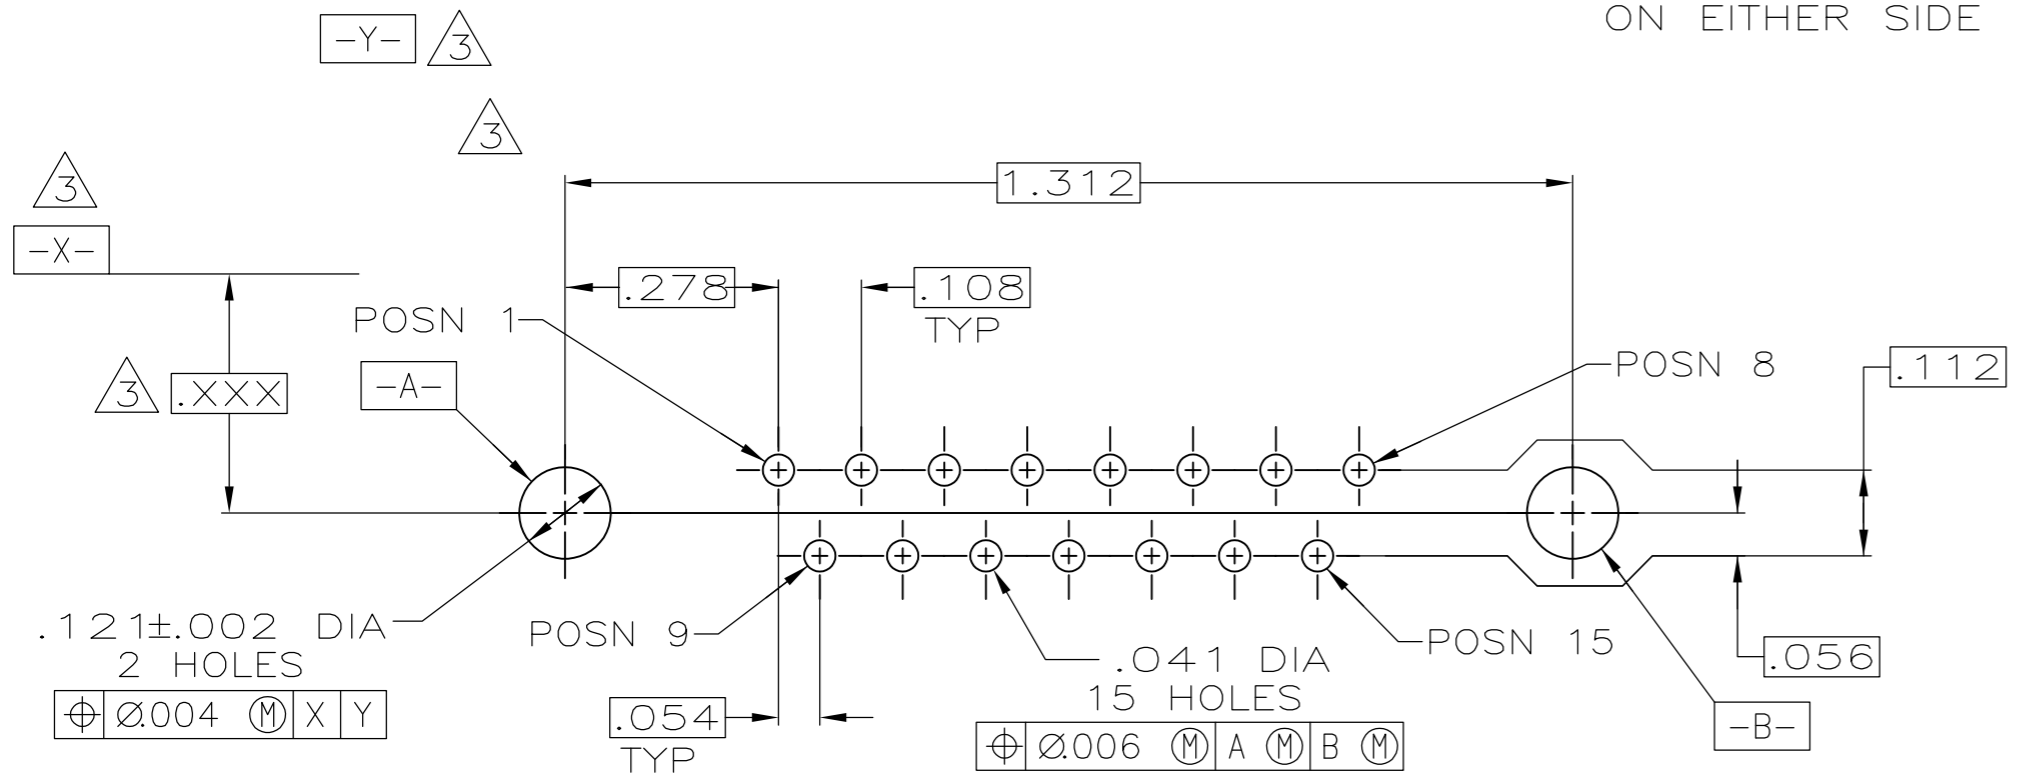 ON EITHER SIDE
-Y- 3
3
3
1.312
-X-
.278
.108
TYP
POSN 1
POSN 8
.112
3 .XXX
-A-
.121±.002 DIA
2 HOLES
⌖ Ø.004 Ⓜ X Y
POSN 9
.041 DIA
15 HOLES
⌖ Ø.006 Ⓜ A Ⓜ B Ⓜ
POSN 15
.056
.054
TYP
-B-